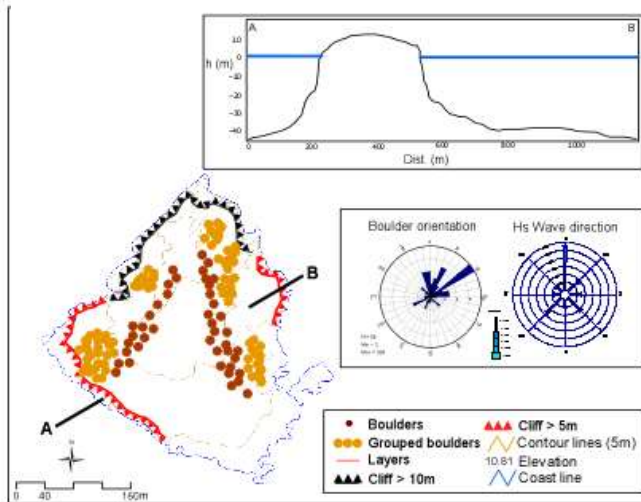 A B
10
0
h (m)
-10
-20
-30
-40
0 200 400 600 800 1000
Dist. (m)
Boulder orientation Hs Wave direction
B
A
0 40 160m
Boulders
Grouped boulders
Layers
Cliff > 10m
Cliff > 5m
Contour lines (5m)
10.81 Elevation
Coast line